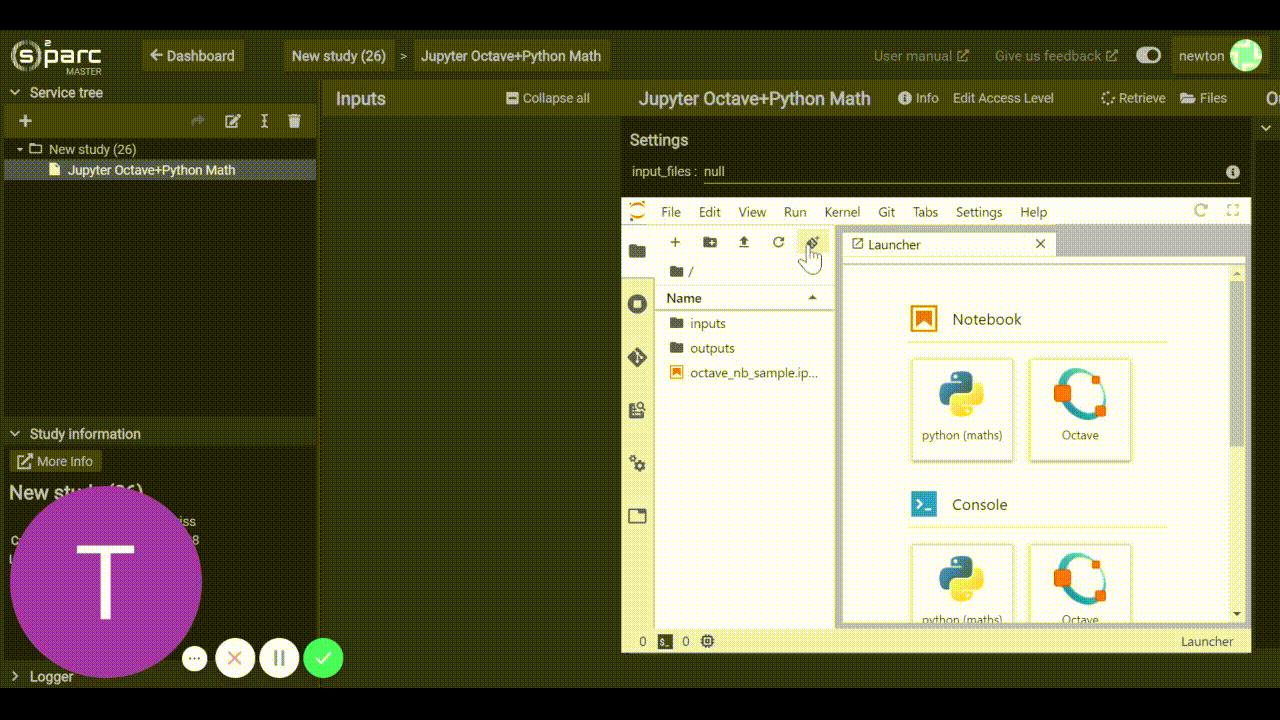 s2parc
MASTER
Dashboard
New study (26) > Jupyter Octave+Python Math
User manual
Give us feedback
newton
Service tree
New study (26)
Jupyter Octave+Python Math
Inputs
Collapse all
Jupyter Octave+Python Math
Info
Edit Access Level
Retrieve
Files
Settings
input_files : null
File Edit View Run Kernel Git Tabs Settings Help
/
Name
inputs
outputs
octave_nb_sample.ip...
Launcher
Notebook
python (maths)
Octave
Console
python (maths)
Octave
0 $_ 0
Launcher
Study information
More Info
New study (26)
T
Logger